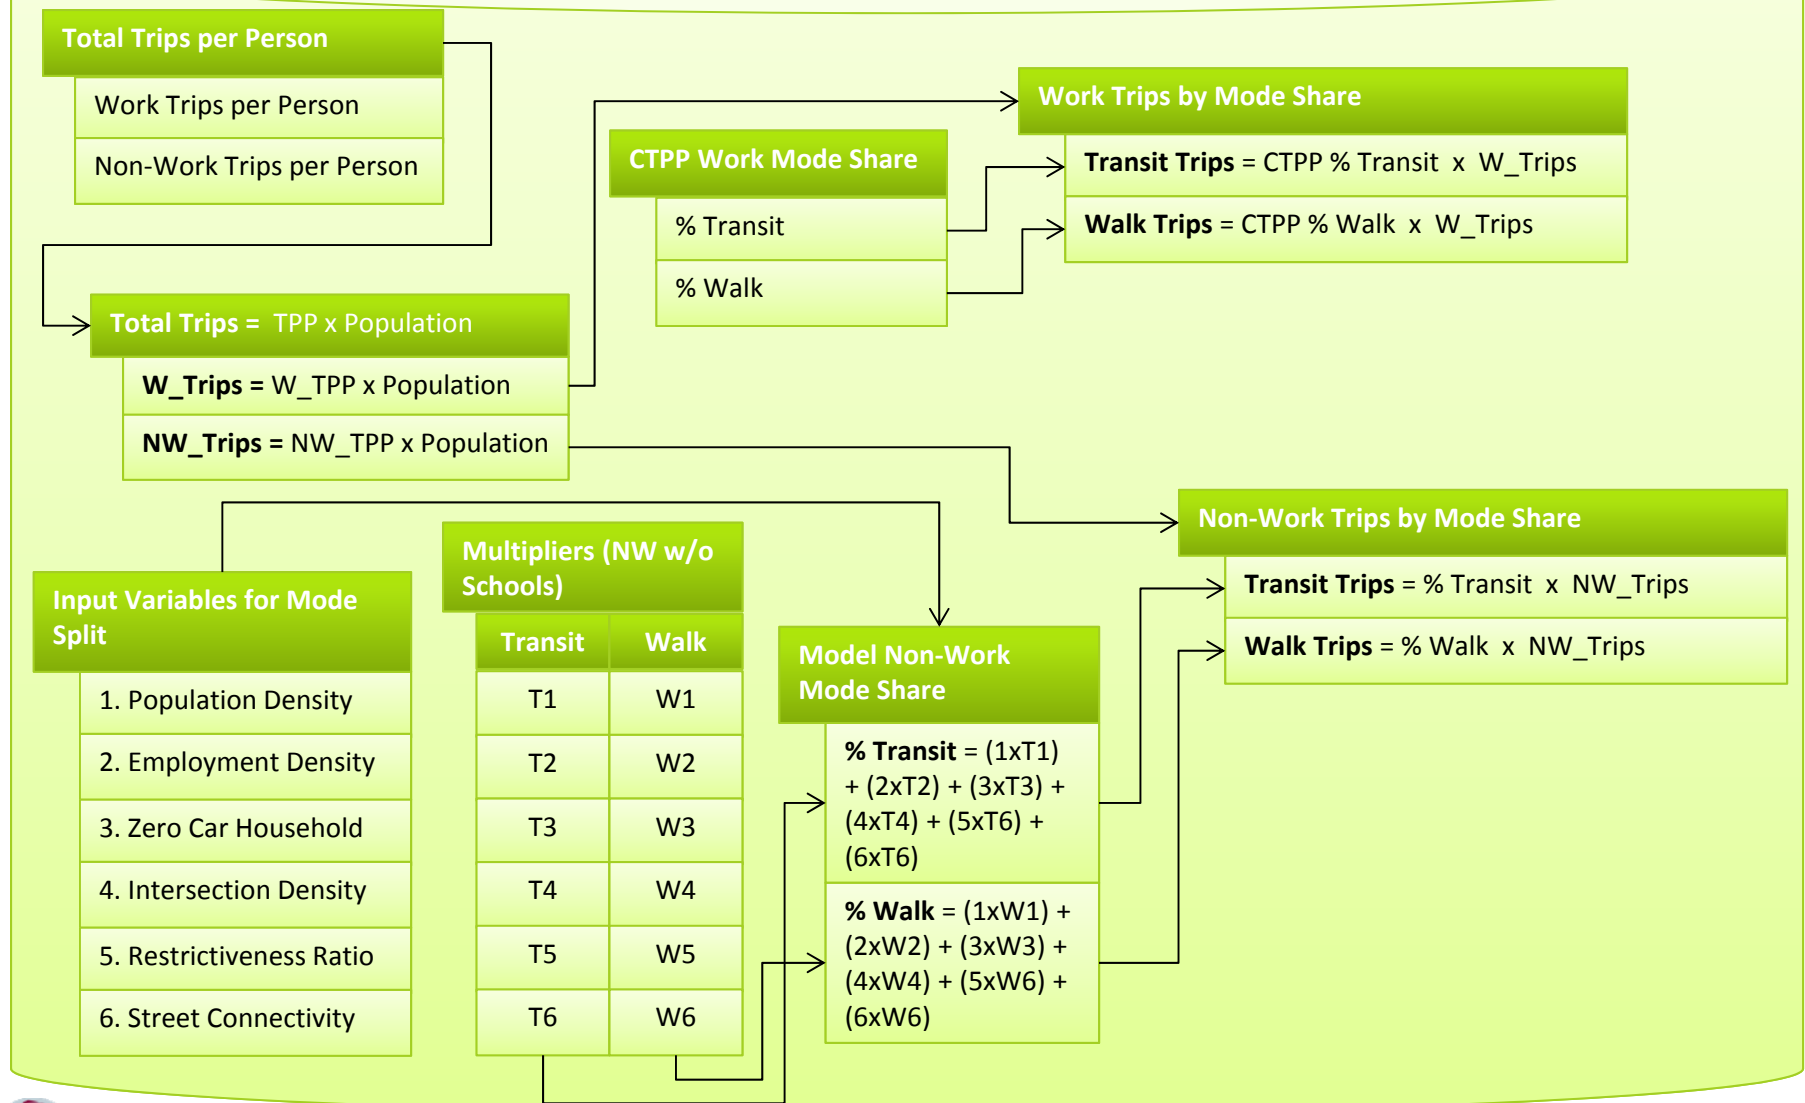 Total Trips per Person
Work Trips per Person
Non-Work Trips per Person
Total Trips = TPP x Population
W_Trips = W_TPP x Population
NW_Trips = NW_TPP x Population
CTPP Work Mode Share
% Transit
% Walk
Work Trips by Mode Share
Transit Trips = CTPP % Transit x W_Trips
Walk Trips = CTPP % Walk x W_Trips
Input Variables for Mode
Split
1. Population Density
2. Employment Density
3. Zero Car Household
4. Intersection Density
5. Restrictiveness Ratio
6. Street Connectivity
Multipliers (NW w/o
Schools)
Transit Walk
T1 W1
T2 W2
T3 W3
T4 W4
T5 W5
T6 W6
Model Non-Work
Mode Share
% Transit = (1xT1)
+ (2xT2) + (3xT3) +
(4xT4) + (5xT6) +
(6xT6)
% Walk = (1xW1) +
(2xW2) + (3xW3) +
(4xW4) + (5xW6) +
(6xW6)
Non-Work Trips by Mode Share
Transit Trips = % Transit x NW_Trips
Walk Trips = % Walk x NW_Trips